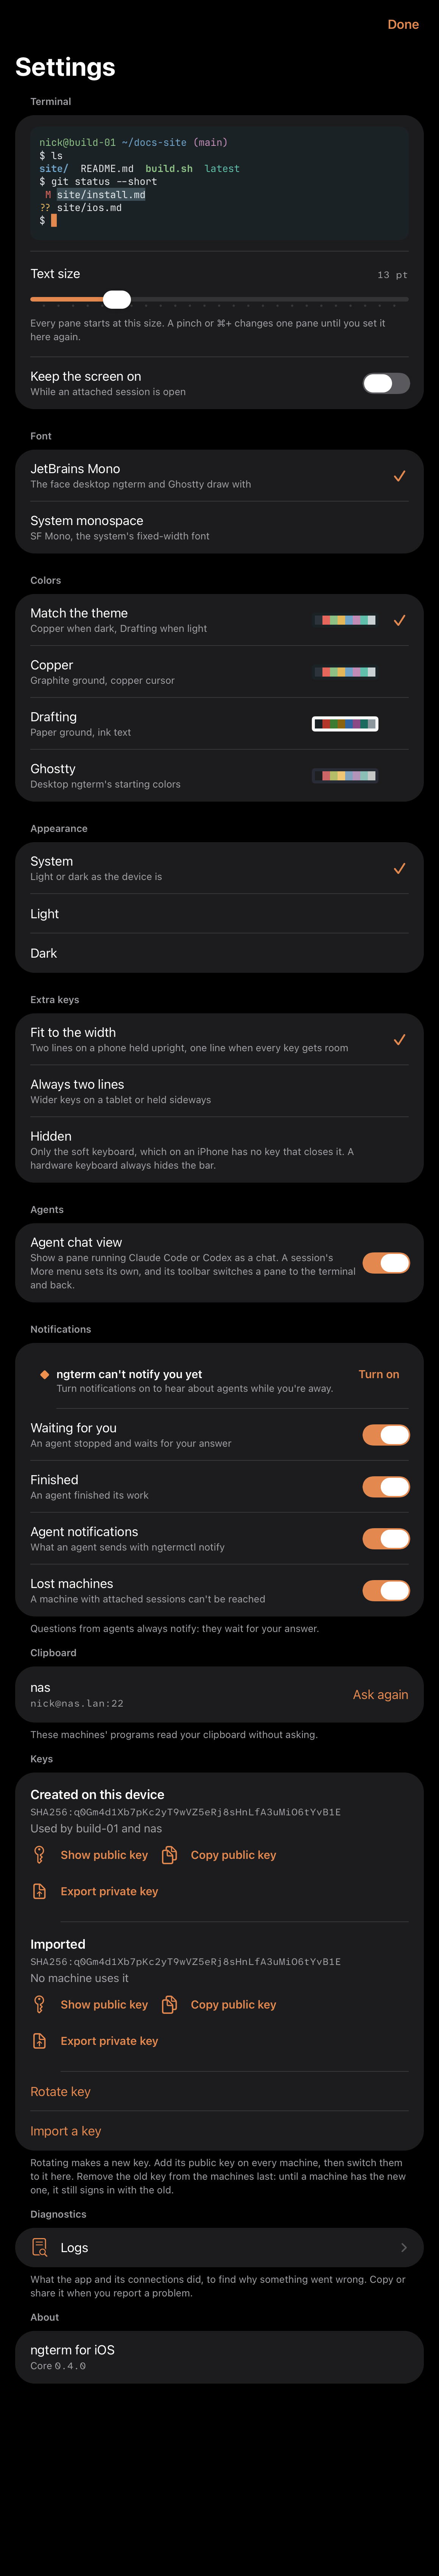 Done
Settings
Terminal
nick@build-01 ~/docs-site (main)
$ ls
site/ README.md build.sh latest
$ git status --short
M site/install.md
?? site/ios.md
$
Text size
13 pt
Every pane starts at this size. A pinch or ⌘+ changes one pane until you set it
here again.
Keep the screen on
While an attached session is open
Font
JetBrains Mono
The face desktop ngterm and Ghostty draw with
System monospace
SF Mono, the system's fixed-width font
Colors
Match the theme
Copper when dark, Drafting when light
Copper
Graphite ground, copper cursor
Drafting
Paper ground, ink text
Ghostty
Desktop ngterm's starting colors
Appearance
System
Light or dark as the device is
Light
Dark
Extra keys
Fit to the width
Two lines on a phone held upright, one line when every key gets room
Always two lines
Wider keys on a tablet or held sideways
Hidden
Only the soft keyboard, which on an iPhone has no key that closes it. A
hardware keyboard always hides the bar.
Agents
Agent chat view
Show a pane running Claude Code or Codex as a chat. A session's
More menu sets its own, and its toolbar switches a pane to the terminal
and back.
Notifications
ngterm can't notify you yet
Turn on
Turn notifications on to hear about agents while you're away.
Waiting for you
An agent stopped and waits for your answer
Finished
An agent finished its work
Agent notifications
What an agent sends with ngtermctl notify
Lost machines
A machine with attached sessions can't be reached
Questions from agents always notify: they wait for your answer.
Clipboard
nas
nick@nas.lan:22
Ask again
These machines' programs read your clipboard without asking.
Keys
Created on this device
SHA256:q0Gm4d1Xb7pKc2yT9wVZ5eRj8sHnLfA3uMiO6tYvB1E
Used by build-01 and nas
Show public key
Copy public key
Export private key
Imported
SHA256:q0Gm4d1Xb7pKc2yT9wVZ5eRj8sHnLfA3uMiO6tYvB1E
No machine uses it
Show public key
Copy public key
Export private key
Rotate key
Import a key
Rotating makes a new key. Add its public key on every machine, then switch them
to it here. Remove the old key from the machines last: until a machine has the new
one, it still signs in with the old.
Diagnostics
Logs
What the app and its connections did, to find why something went wrong. Copy or
share it when you report a problem.
About
ngterm for iOS
Core 0.4.0